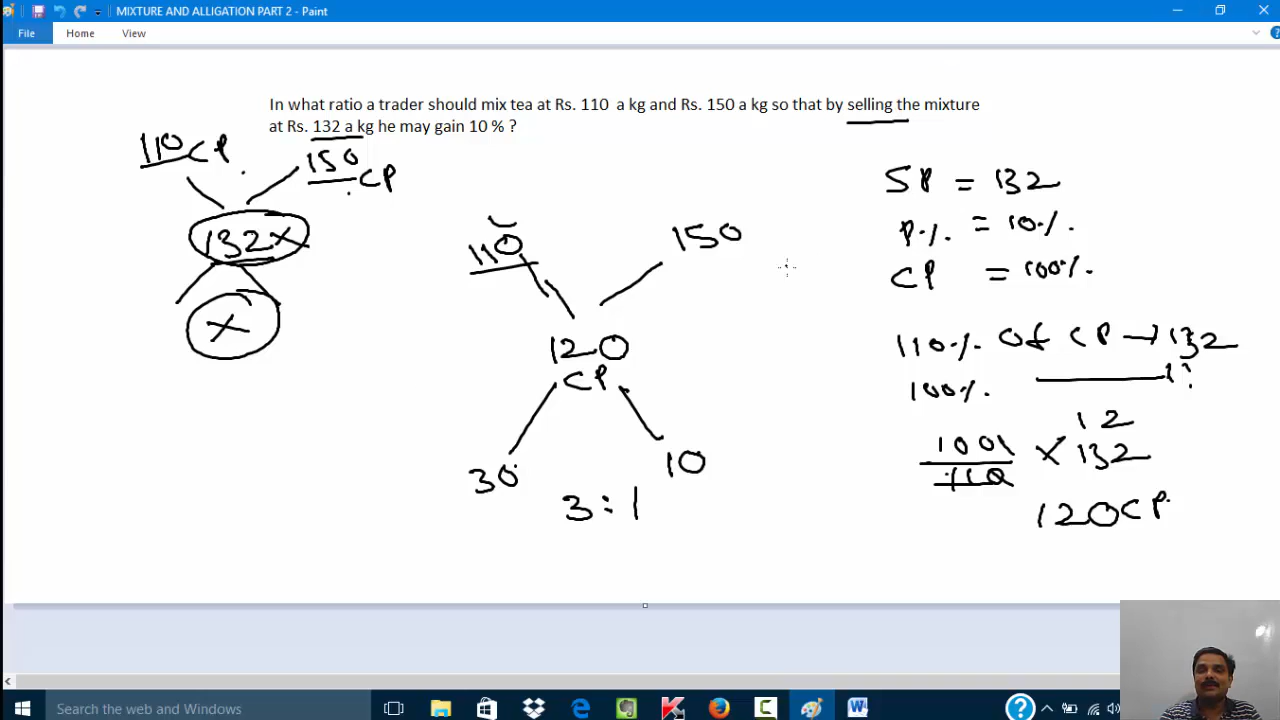 MIXTURE AND ALLIGATION PART 2 - Paint
File Home View
In what ratio a trader should mix tea at Rs. 110 a kg and Rs. 150 a kg so that by selling the mixture
at Rs. 132 a kg he may gain 10 % ?
110 CP
150 CP
132x
x
110
150
120
CP
30
10
3 : 1
SP = 132
P.%. = 10%.
CP = 100%.
110%. Of CP → 132
100%. ?
12
100 × 132
110
120 CP.
Search the web and Windows